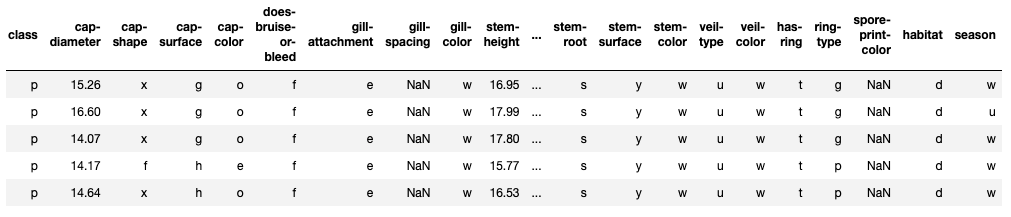 class cap-diameter cap-shape cap-surface cap-color does-bruise-or-bleed gill-attachment gill-spacing gill-color stem-height ... stem-root stem-surface stem-color veil-type veil-color has-ring ring-type spore-print-color habitat season
p 15.26 x g o f e NaN w 16.95 ... s y w u w t g NaN d w
p 16.60 x g o f e NaN w 17.99 ... s y w u w t g NaN d u
p 14.07 x g o f e NaN w 17.80 ... s y w u w t g NaN d w
p 14.17 f h e f e NaN w 15.77 ... s y w u w t p NaN d w
p 14.64 x h o f e NaN w 16.53 ... s y w u w t p NaN d w